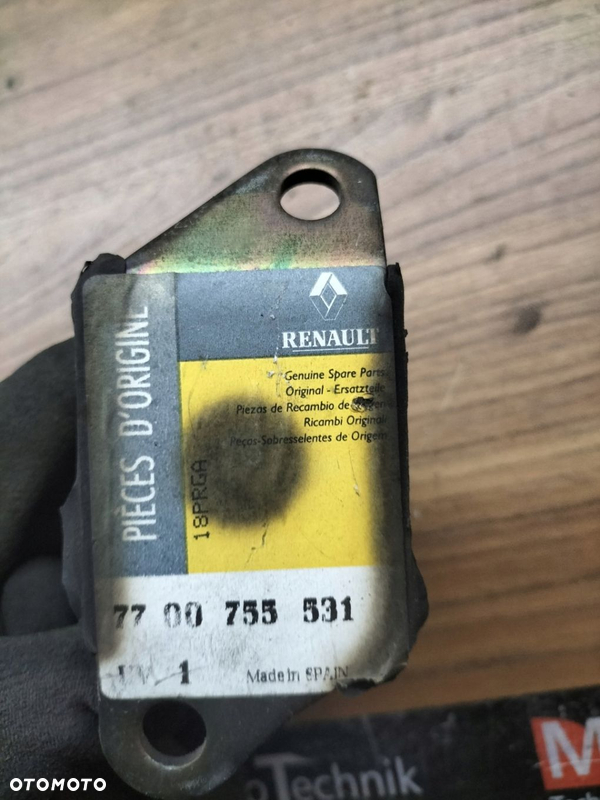 PIÈCES D'ORIGINE
RENAULT
Genuine Spare Parts
Original - Ersatzteile
Piezas de Recambio de Origen
Ricambi Originali
Peças-Sobresselentes de Origem
18PRGA
77 00 755 531
1 Made in SPAIN
Technik
M
OTOMOTO